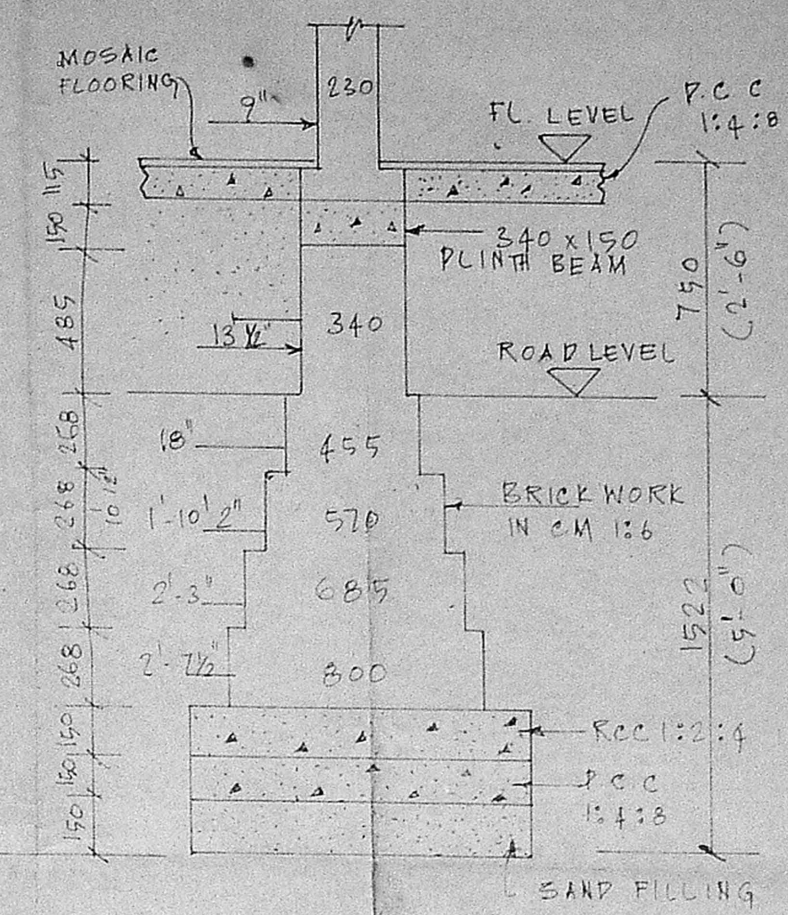 MOSAIC
FLOORING
9"
230
FL. LEVEL
P.C C
1:4:8
115
150
340 x 150
PLINTH BEAM
750
(2'-6")
485
13 ½"
340
ROAD LEVEL
268
18"
455
268
10 ½"
1'-10' 2"
570
BRICK WORK
IN CM 1:6
268
2'-3"
685
1522
(5'-0")
268
2'-7½"
800
150
RCC 1:2:4
150
P.C C
1:4:8
150
SAND FILLING